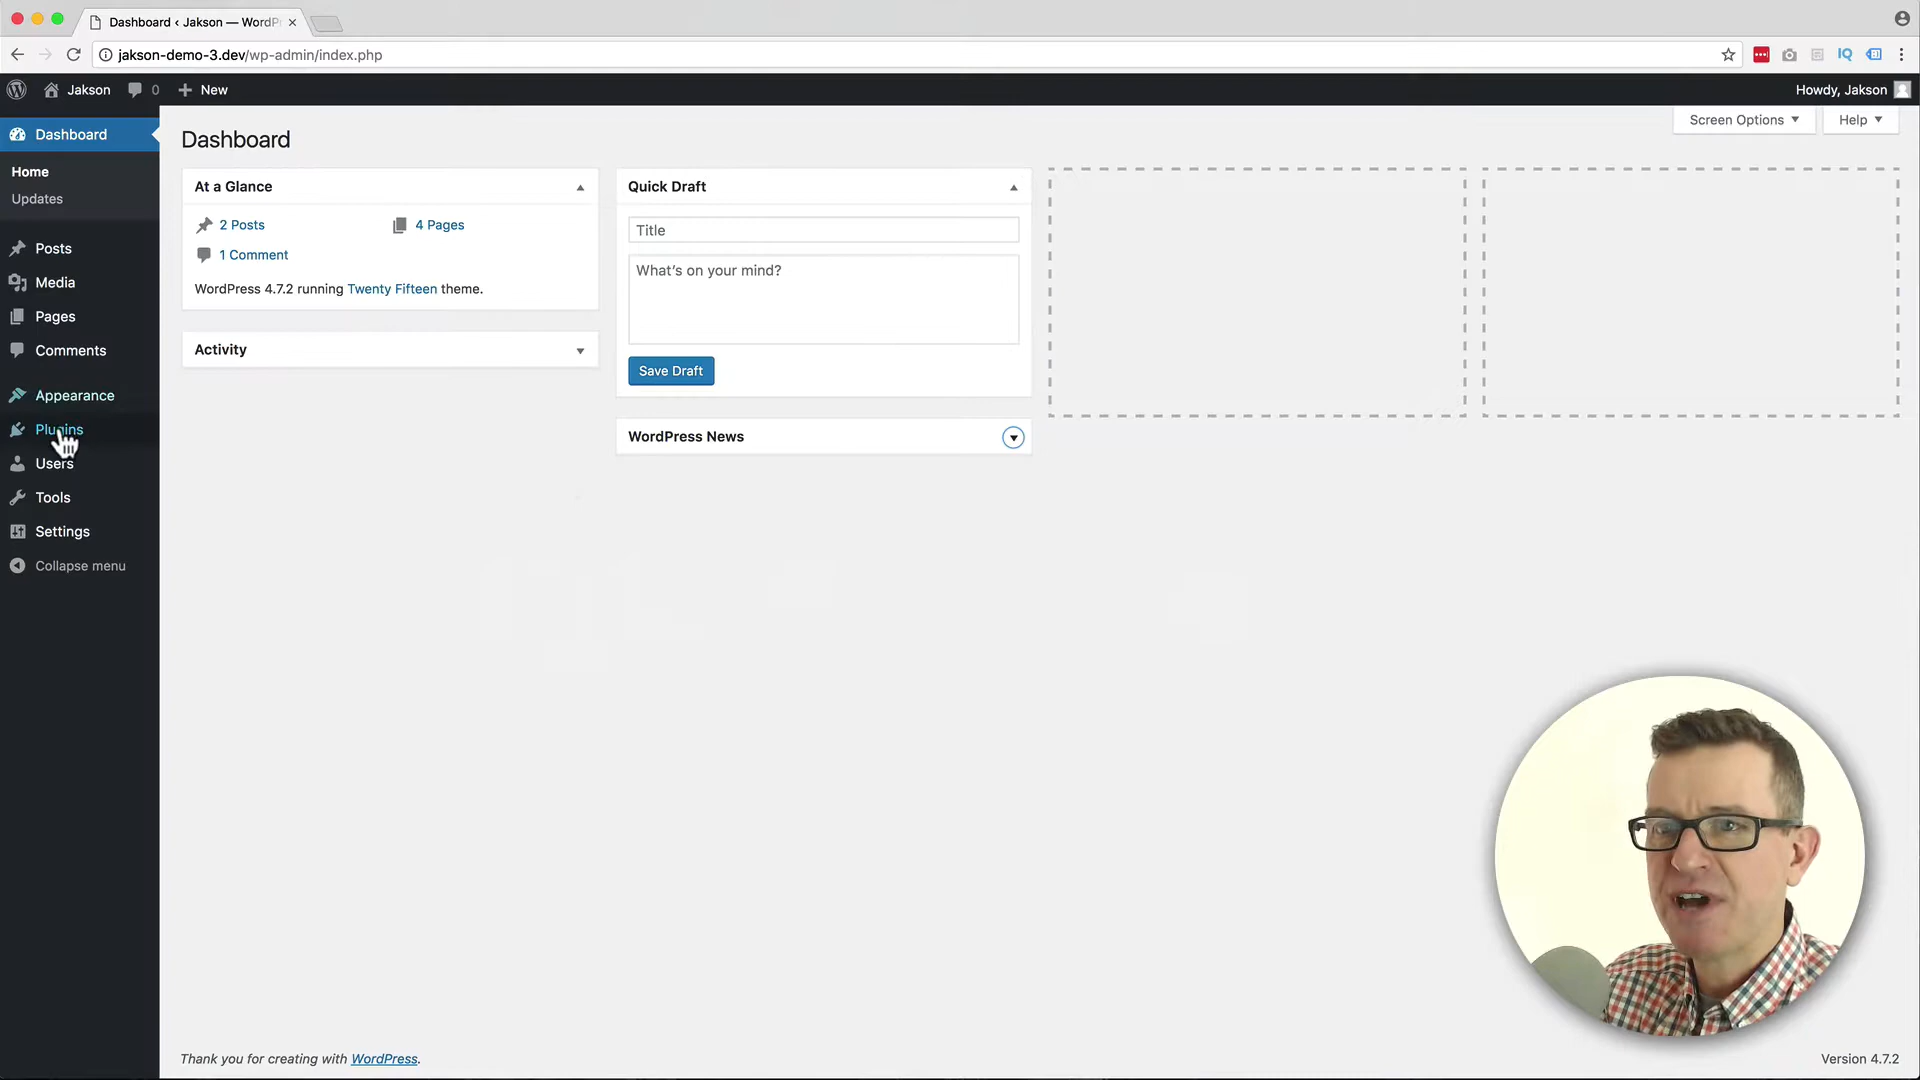 Dashboard ‹ Jakson — WordP
jakson-demo-3.dev/wp-admin/index.php
Jakson 0 New Howdy, Jakson
Screen Options Help
Dashboard
Home
Updates
Posts
Media
Pages
Comments
Appearance
Plugins
Users
Tools
Settings
Collapse menu
Dashboard
At a Glance
2 Posts 4 Pages
1 Comment
WordPress 4.7.2 running Twenty Fifteen theme.
Activity
Quick Draft
Title
What's on your mind?
Save Draft
WordPress News
Thank you for creating with WordPress.
Version 4.7.2